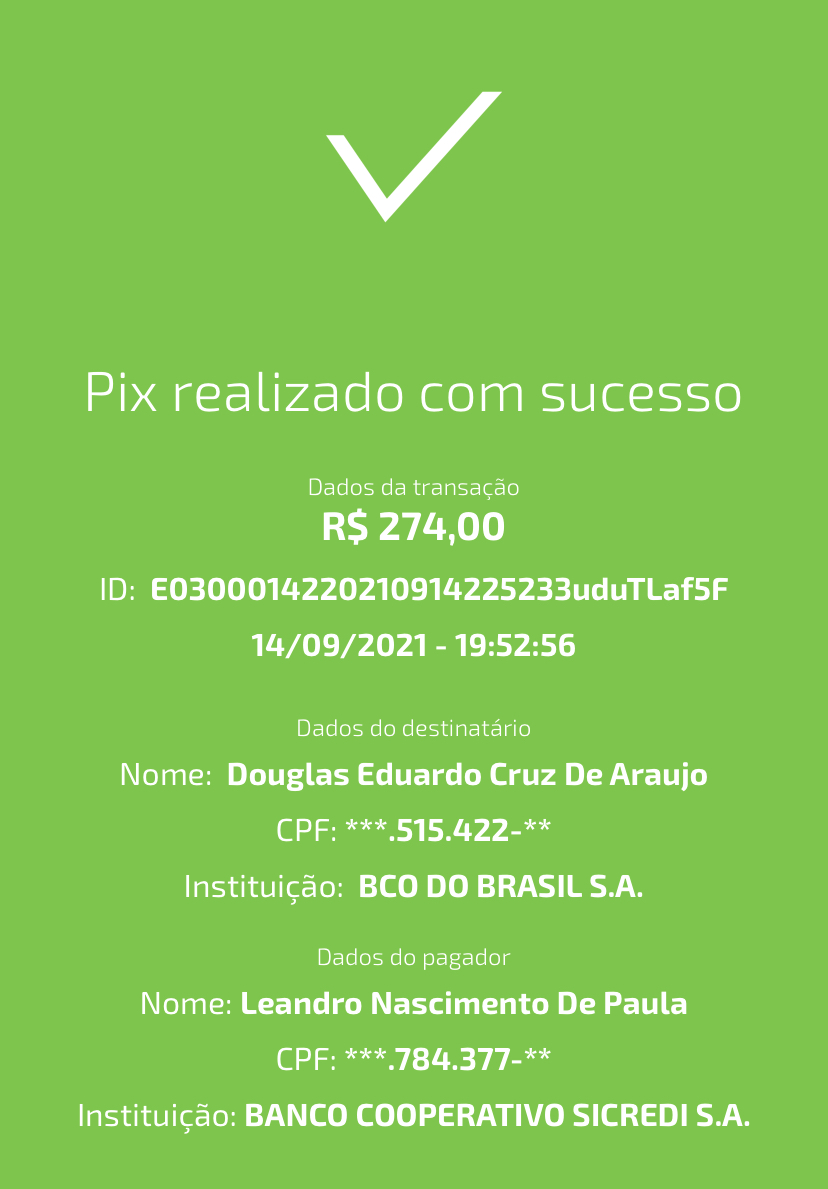 Pix realizado com sucesso
Dados da transação
R$ 274,00
ID: E0300014220210914225233uduTLaf5F
14/09/2021 - 19:52:56
Dados do destinatário
Nome: Douglas Eduardo Cruz De Araujo
CPF: ***.515.422-**
Instituição: BCO DO BRASIL S.A.
Dados do pagador
Nome: Leandro Nascimento De Paula
CPF: ***.784.377-**
Instituição: BANCO COOPERATIVO SICREDI S.A.